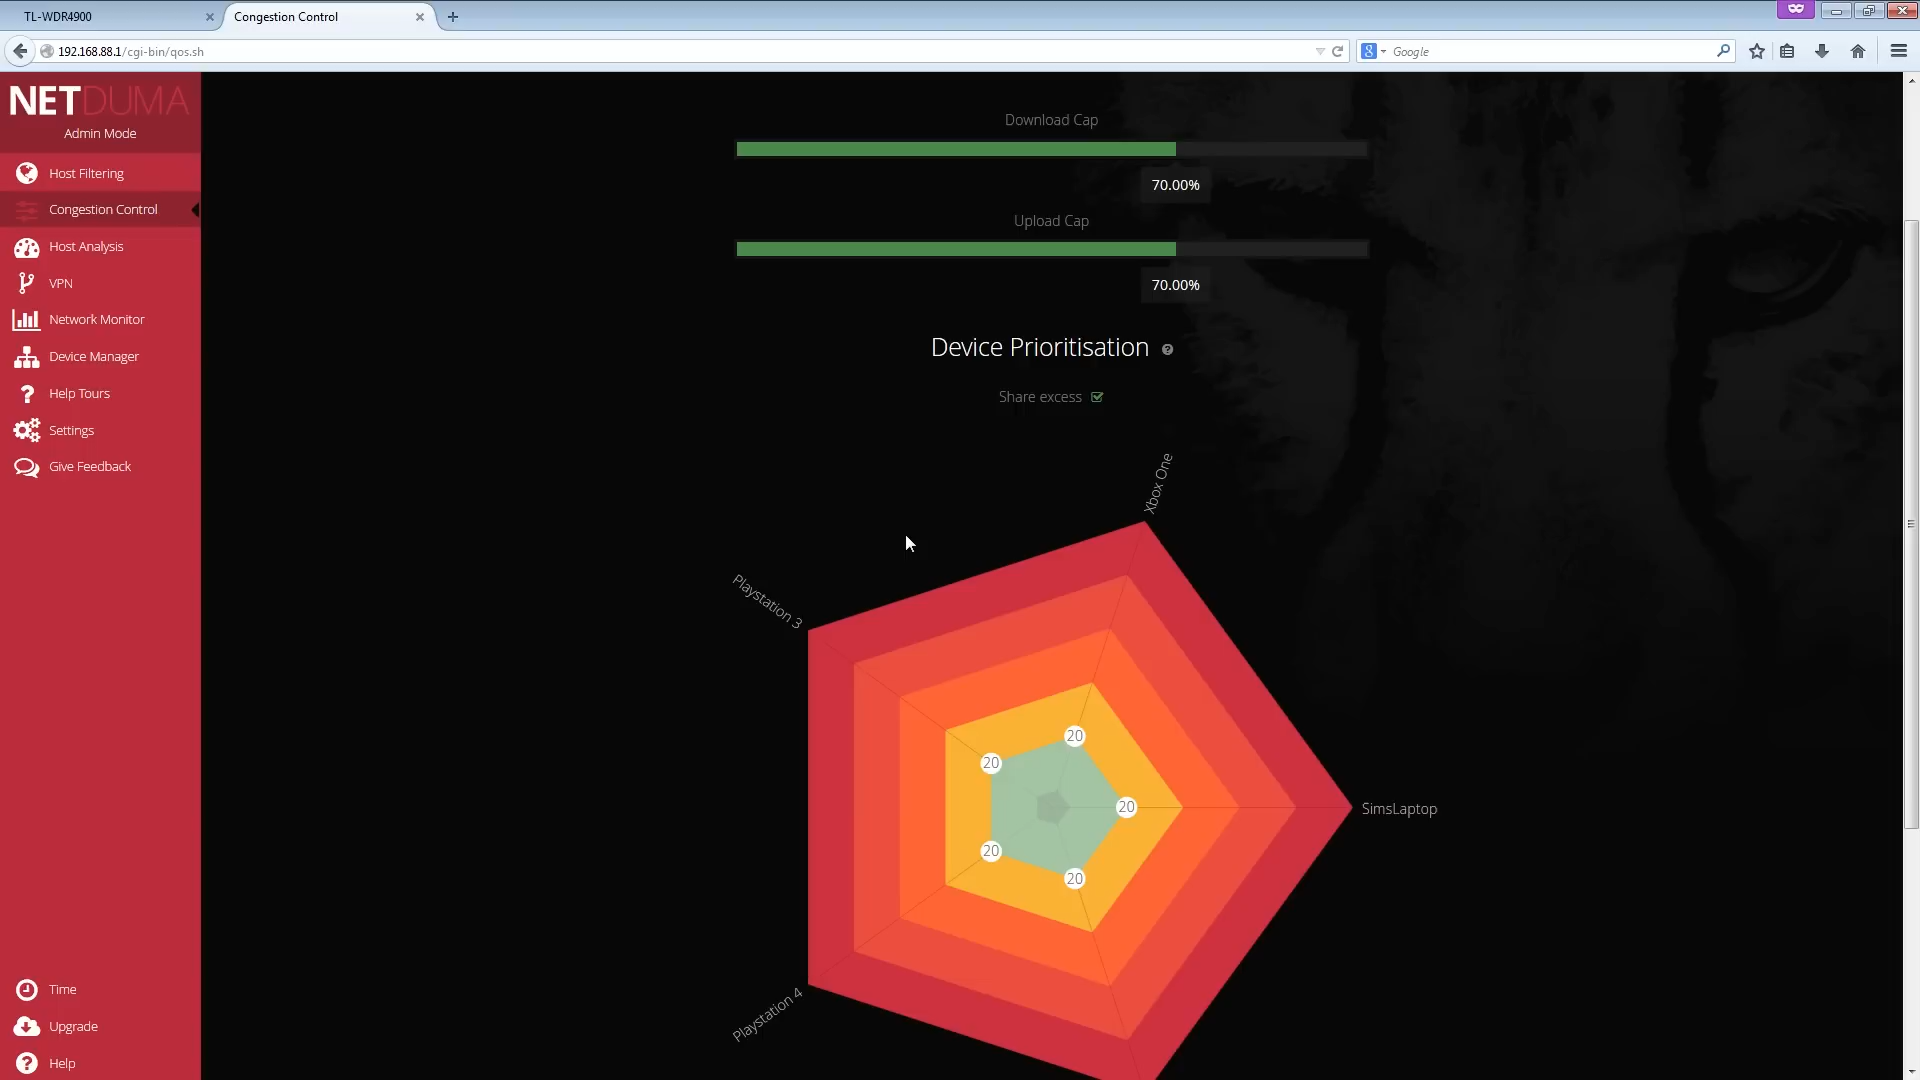 TL-WDR4900
Congestion Control
192.168.88.1/cgi-bin/qos.sh
Google
NETDUMA
Admin Mode
Host Filtering
Congestion Control
Host Analysis
VPN
Network Monitor
Device Manager
Help Tours
Settings
Give Feedback
Time
Upgrade
Help
Download Cap
70.00%
Upload Cap
70.00%
Device Prioritisation
Share excess
Xbox One
Playstation 3
20
20
20
SimsLaptop
20
20
Playstation 4